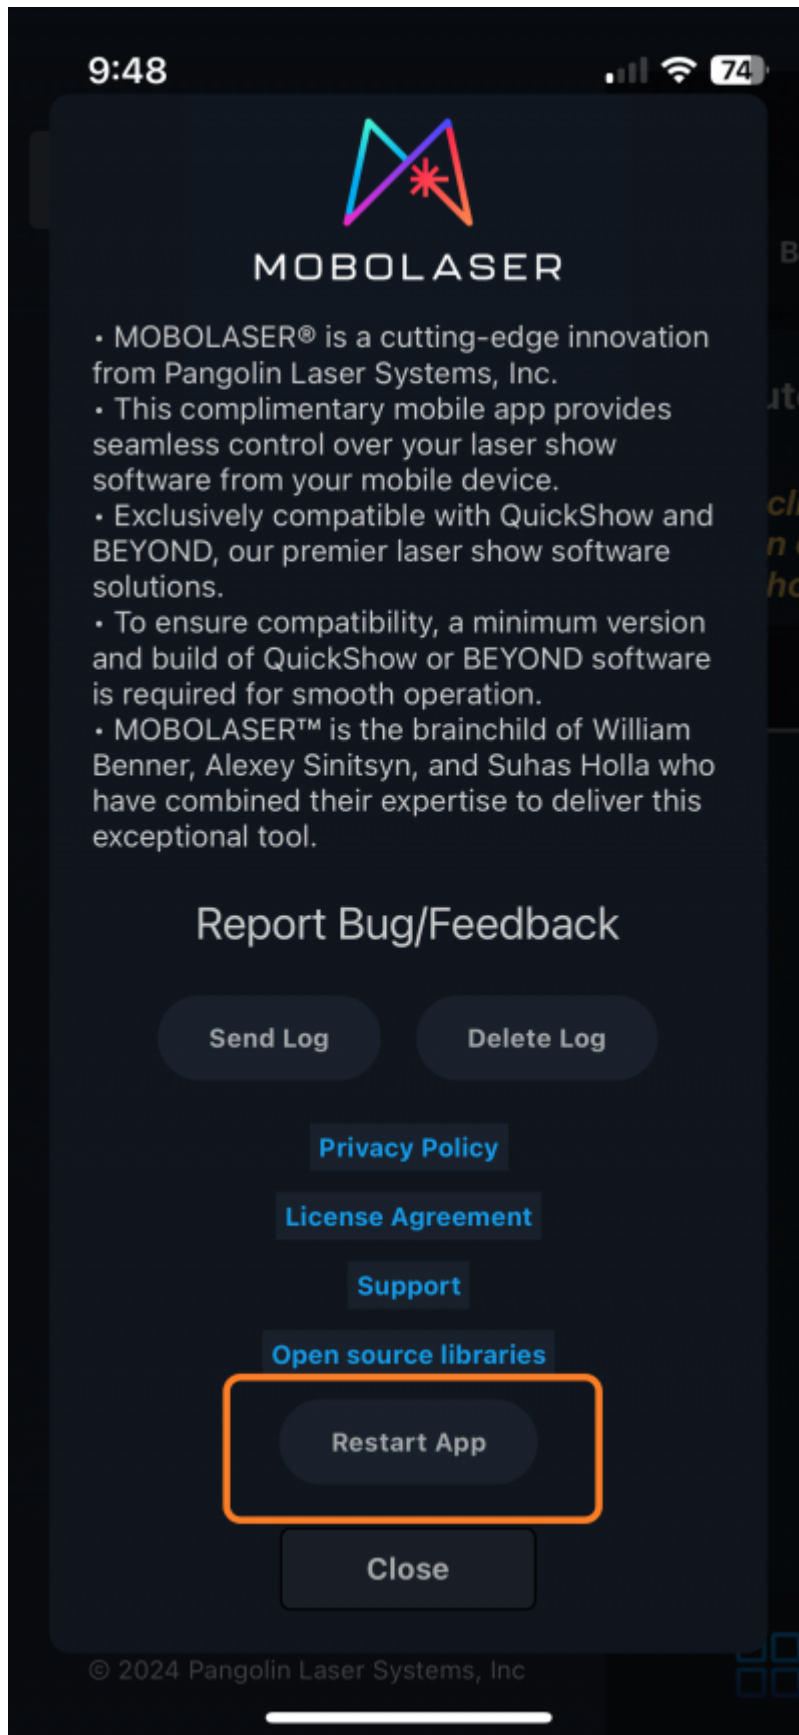 9:48
74
MOBOLASER
• MOBOLASER® is a cutting-edge innovation
from Pangolin Laser Systems, Inc.
• This complimentary mobile app provides
seamless control over your laser show
software from your mobile device.
• Exclusively compatible with QuickShow and
BEYOND, our premier laser show software
solutions.
• To ensure compatibility, a minimum version
and build of QuickShow or BEYOND software
is required for smooth operation.
• MOBOLASER™ is the brainchild of William
Benner, Alexey Sinitsyn, and Suhas Holla who
have combined their expertise to deliver this
exceptional tool.
Report Bug/Feedback
Send Log Delete Log
Privacy Policy
License Agreement
Support
Open source libraries
Restart App
Close
© 2024 Pangolin Laser Systems, Inc